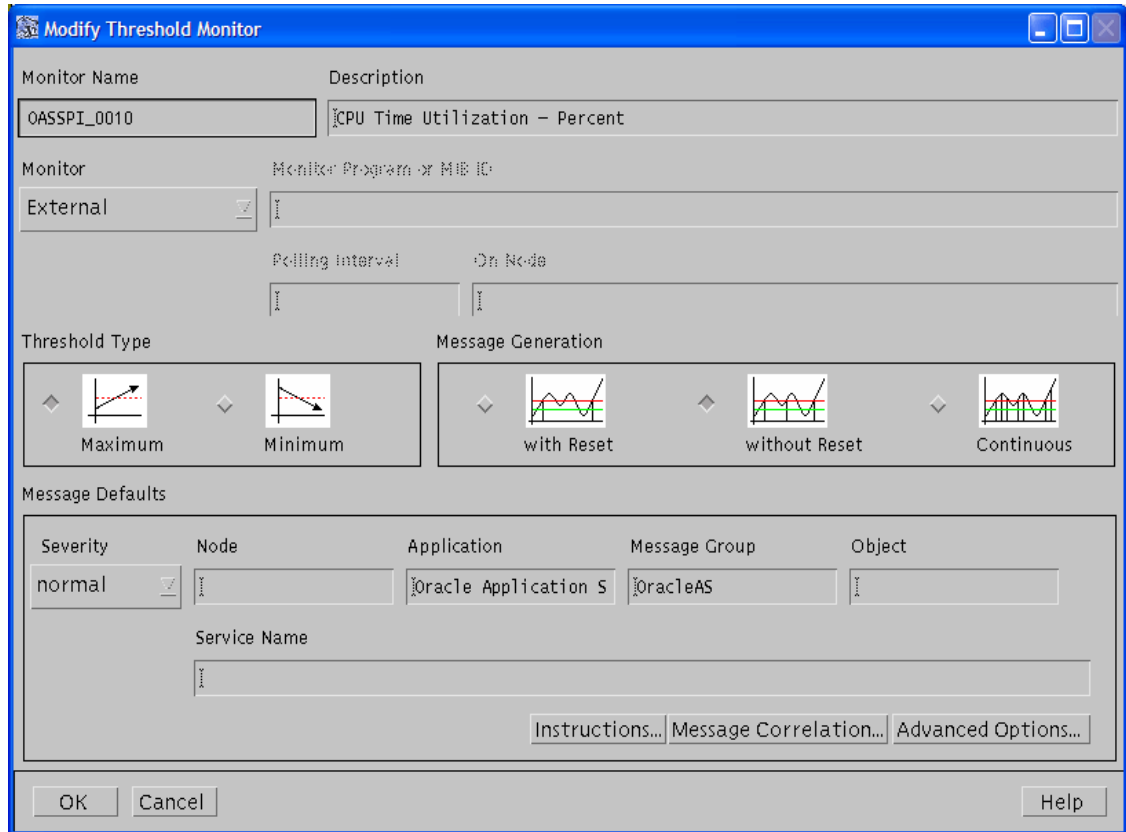 Modify Threshold Monitor
Monitor Name
Description
OASSPI_0010
CPU Time Utilization – Percent
Monitor
Monitor Program or MIB ID
External
Polling Interval
On Node
Threshold Type
Message Generation
Maximum
Minimum
with Reset
without Reset
Continuous
Message Defaults
Severity
Node
Application
Message Group
Object
normal
Oracle Application S
OracleAS
Service Name
Instructions...
Message Correlation...
Advanced Options...
OK
Cancel
Help